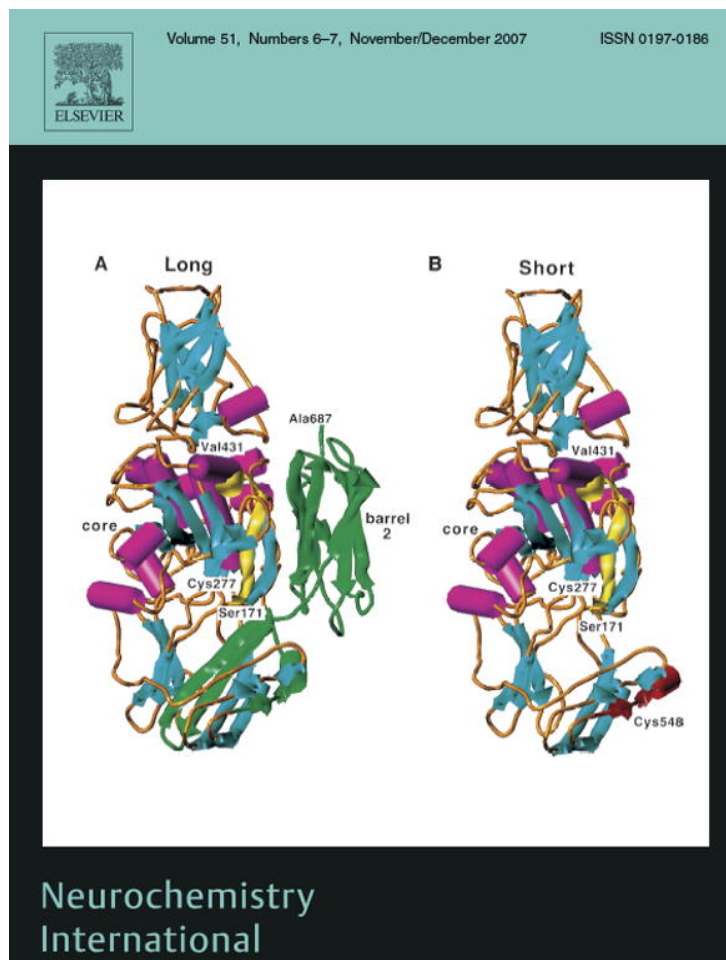 Volume 51, Numbers 6–7, November/December 2007
ISSN 0197-0186
ELSEVIER
A
Long
B
Short
Ala687
Val431
barrel
2
core
Cys277
Ser171
Val431
core
Cys277
Ser171
Cys548
Neurochemistry
International